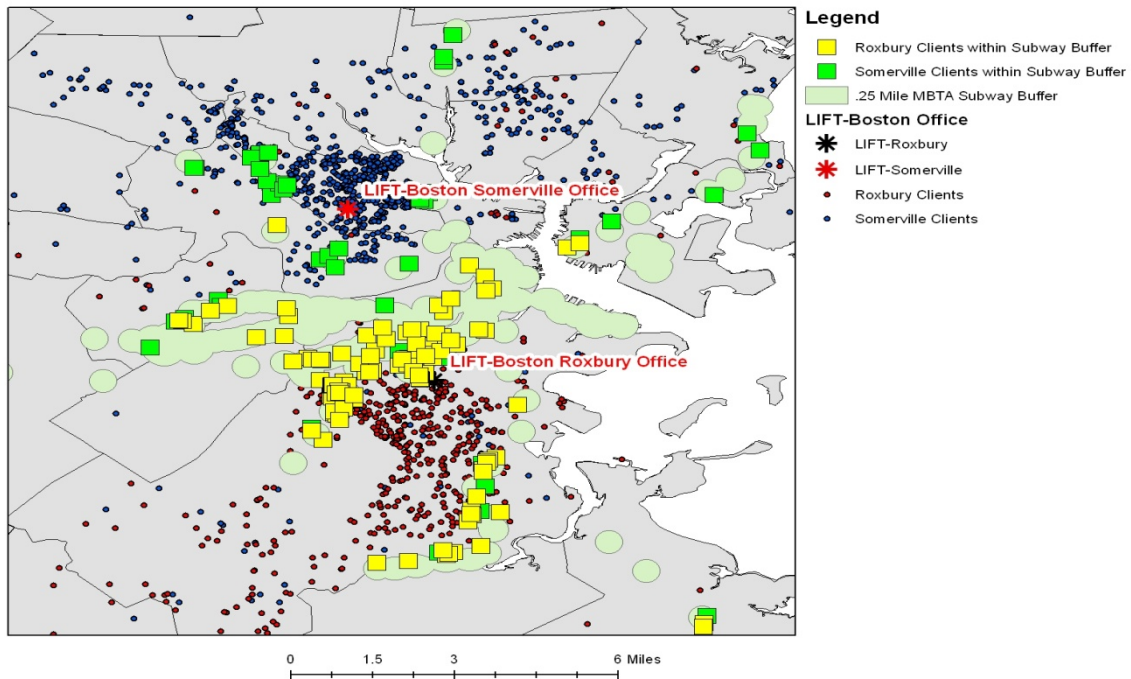 Legend
Roxbury Clients within Subway Buffer
Somerville Clients within Subway Buffer
.25 Mile MBTA Subway Buffer
LIFT-Boston Office
LIFT-Roxbury
LIFT-Somerville
Roxbury Clients
Somerville Clients
LIFT-Boston Somerville Office
LIFT-Boston Roxbury Office
0 1.5 3 6 Miles